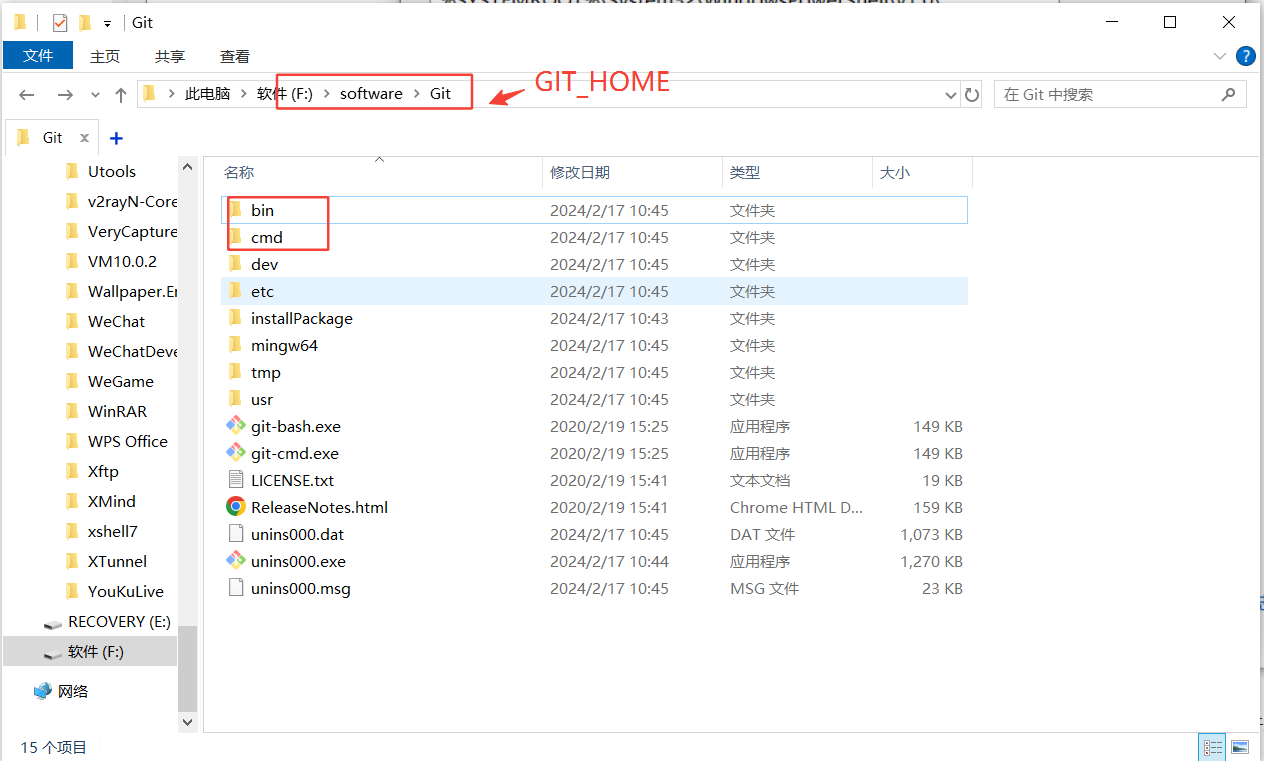 Git
文件 主页 共享 查看
此电脑 软件 (F:) software Git
GIT_HOME
在 Git 中搜索
Git
Utools
v2rayN-Core
VeryCapture
VM10.0.2
Wallpaper.En
WeChat
WeChatDeve
WeGame
WinRAR
WPS Office
Xftp
XMind
xshell7
XTunnel
YouKuLive
RECOVERY (E:)
软件 (F:)
网络
名称 修改日期 类型 大小
bin 2024/2/17 10:45 文件夹
cmd 2024/2/17 10:45 文件夹
dev 2024/2/17 10:45 文件夹
etc 2024/2/17 10:45 文件夹
installPackage 2024/2/17 10:43 文件夹
mingw64 2024/2/17 10:45 文件夹
tmp 2024/2/17 10:45 文件夹
usr 2024/2/17 10:45 文件夹
git-bash.exe 2020/2/19 15:25 应用程序 149 KB
git-cmd.exe 2020/2/19 15:25 应用程序 149 KB
LICENSE.txt 2020/2/19 15:41 文本文档 19 KB
ReleaseNotes.html 2020/2/19 15:41 Chrome HTML D... 159 KB
unins000.dat 2024/2/17 10:45 DAT 文件 1,073 KB
unins000.exe 2024/2/17 10:44 应用程序 1,270 KB
unins000.msg 2024/2/17 10:45 MSG 文件 23 KB
15 个项目